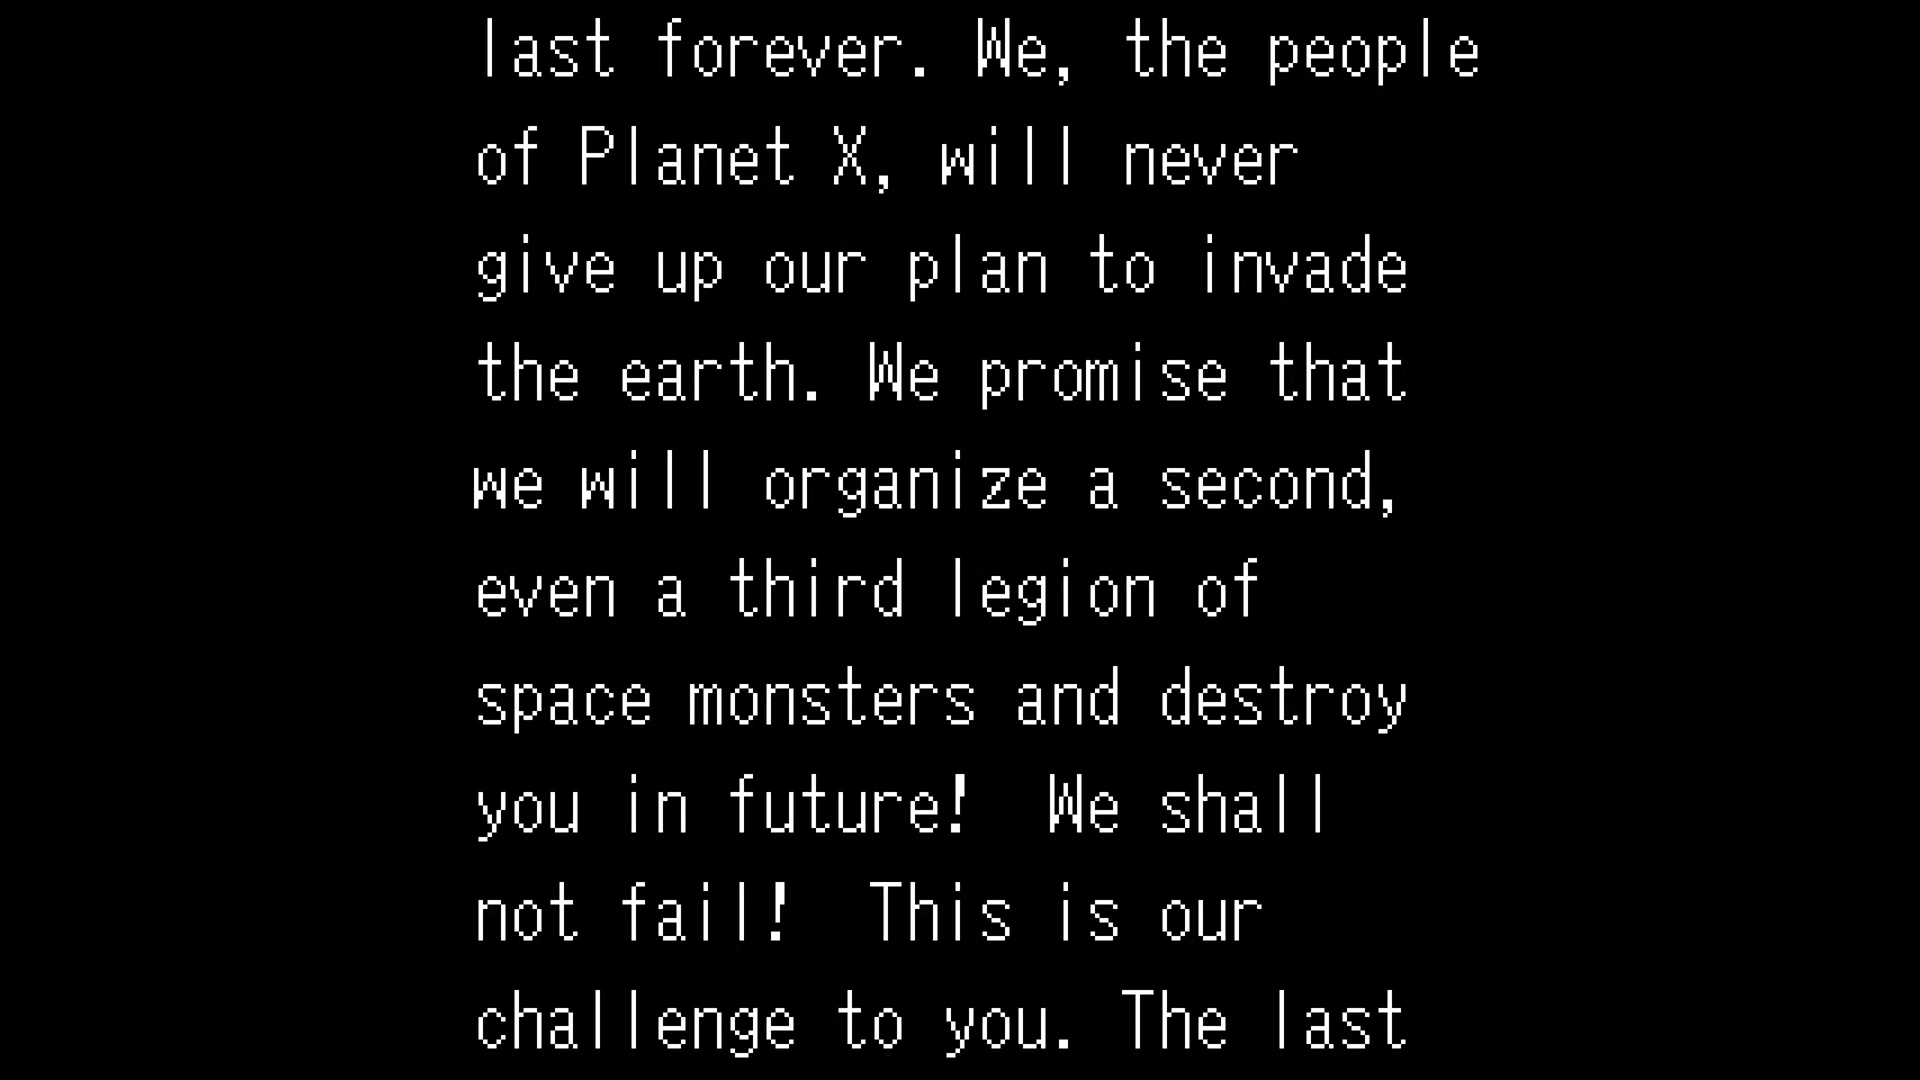 last forever. We, the people
of Planet X, will never
give up our plan to invade
the earth. We promise that
we will organize a second,
even a third legion of
space monsters and destroy
you in future!  We shall
not fail!  This is our
challenge to you. The last